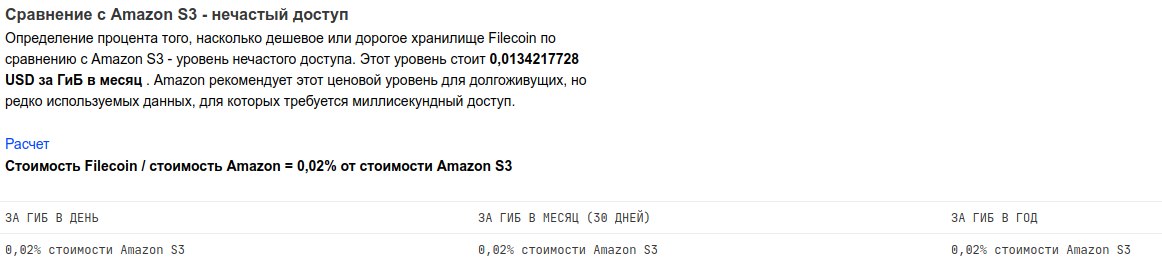 Сравнение с Amazon S3 - нечастый доступ
Определение процента того, насколько дешевое или дорогое хранилище Filecoin по
сравнению с Amazon S3 - уровень нечастого доступа. Этот уровень стоит 0,0134217728
USD за ГиБ в месяц . Amazon рекомендует этот ценовой уровень для долгоживущих, но
редко используемых данных, для которых требуется миллисекундный доступ.
Расчет
Стоимость Filecoin / стоимость Amazon = 0,02% от стоимости Amazon S3
ЗА ГИБ В ДЕНЬ ЗА ГИБ В МЕСЯЦ (30 ДНЕЙ) ЗА ГИБ В ГОД
0,02% стоимости Amazon S3 0,02% стоимости Amazon S3 0,02% стоимости Amazon S3